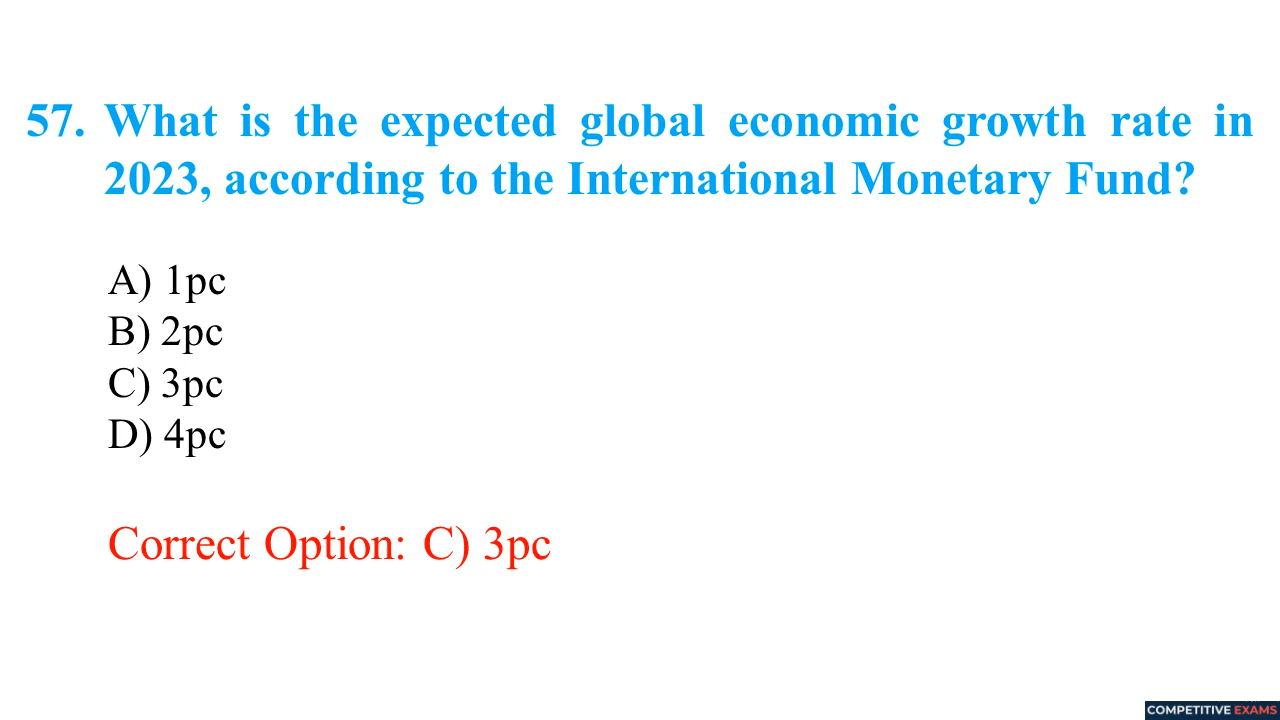 57. What is the expected global economic growth rate in
2023, according to the International Monetary Fund?
A) 1pc
B) 2pc
C) 3pc
D) 4pc
Correct Option: C) 3pc
COMPETITIVE EXAMS